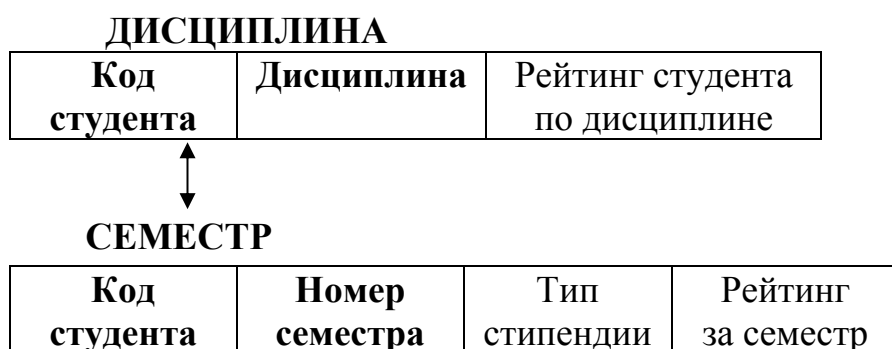 ДИСЦИПЛИНА
Код студента Дисциплина Рейтинг студента по дисциплине
СЕМЕСТР
Код студента Номер семестра Тип стипендии Рейтинг за семестр